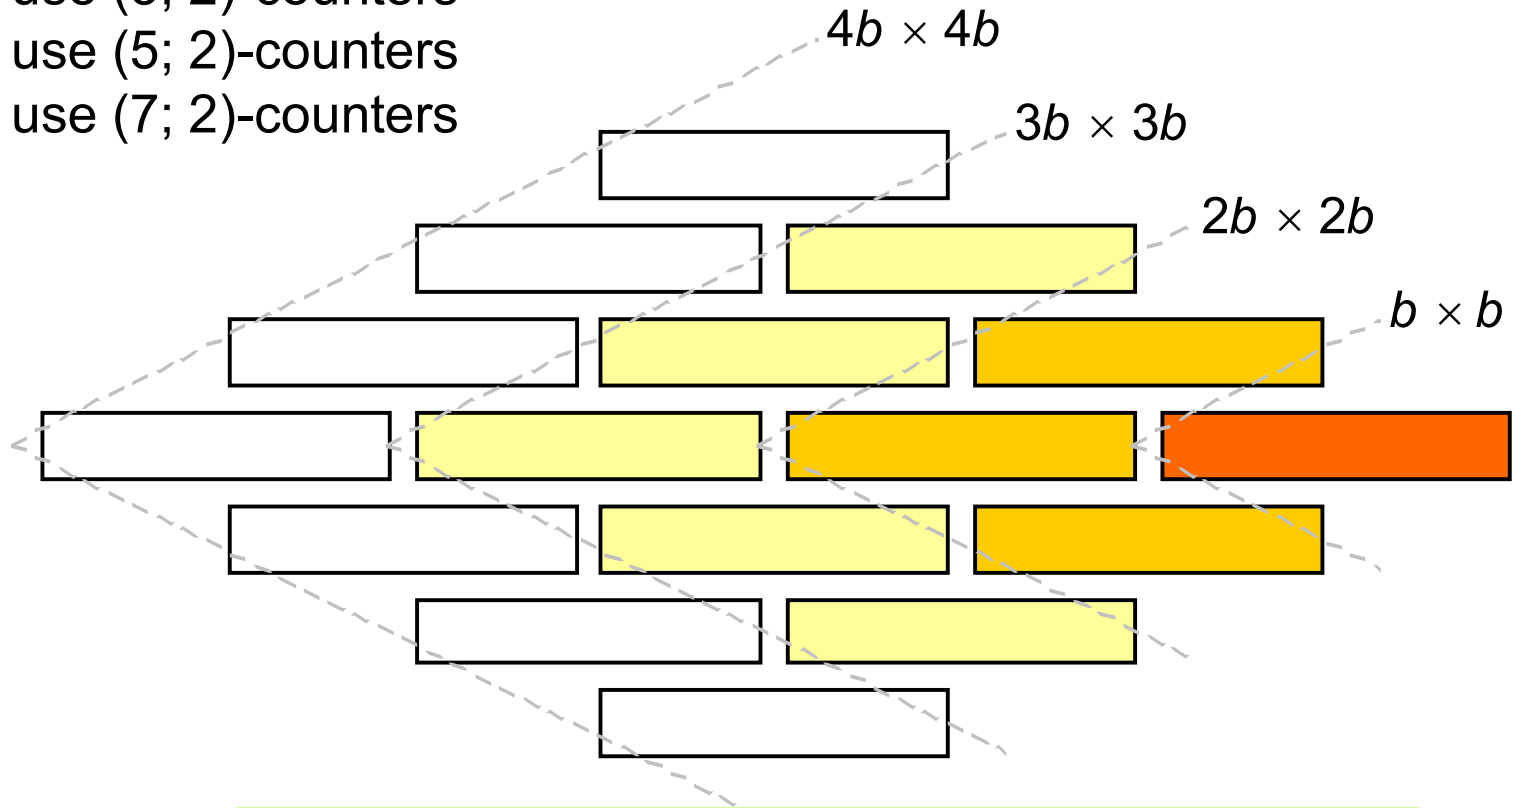 use (5; 2)-counters
use (7; 2)-counters
4b × 4b
3b × 3b
2b × 2b
b × b